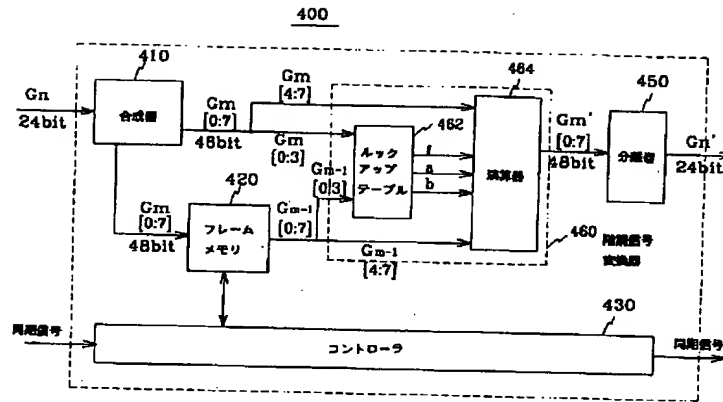 400
410
464
450
Gn
24bit
合成器
Gm
[0:7]
48bit
Gm
[4:7]
Gm
[0:3]
462
ルック
アップ
テーブル
f
a
b
演算器
Gm'
[0:7]
48bit
分離器
Gn'
24bit
Gm-1
[0:3]
420
Gm
[0:7]
48bit
フレーム
メモリ
Gm-1
[0:7]
Gm-1
[4:7]
460
階調信号
変換器
430
同期信号
コントローラ
同期信号